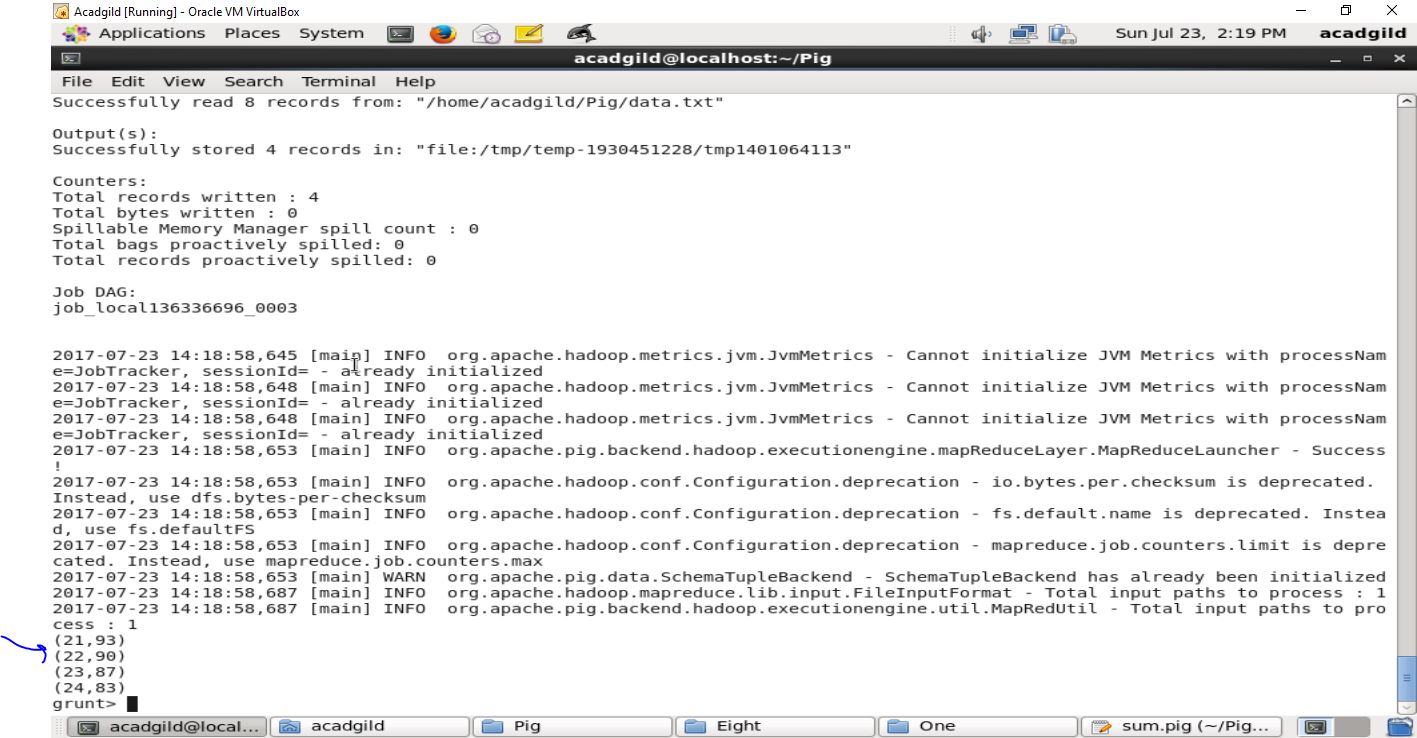 Acadgild [Running] - Oracle VM VirtualBox
Applications Places System Sun Jul 23, 2:19 PM acadgild
acadgild@localhost:~/Pig
File Edit View Search Terminal Help
Successfully read 8 records from: "/home/acadgild/Pig/data.txt"
Output(s):
Successfully stored 4 records in: "file:/tmp/temp-1930451228/tmp1401064113"
Counters:
Total records written : 4
Total bytes written : 0
Spillable Memory Manager spill count : 0
Total bags proactively spilled: 0
Total records proactively spilled: 0
Job DAG:
job_local136336696_0003
2017-07-23 14:18:58,645 [main] INFO  org.apache.hadoop.metrics.jvm.JvmMetrics - Cannot initialize JVM Metrics with processNam
e=JobTracker, sessionId= - already initialized
2017-07-23 14:18:58,648 [main] INFO  org.apache.hadoop.metrics.jvm.JvmMetrics - Cannot initialize JVM Metrics with processNam
e=JobTracker, sessionId= - already initialized
2017-07-23 14:18:58,648 [main] INFO  org.apache.hadoop.metrics.jvm.JvmMetrics - Cannot initialize JVM Metrics with processNam
e=JobTracker, sessionId= - already initialized
2017-07-23 14:18:58,653 [main] INFO  org.apache.pig.backend.hadoop.executionengine.mapReduceLayer.MapReduceLauncher - Success
!
2017-07-23 14:18:58,653 [main] INFO  org.apache.hadoop.conf.Configuration.deprecation - io.bytes.per.checksum is deprecated.
Instead, use dfs.bytes-per-checksum
2017-07-23 14:18:58,653 [main] INFO  org.apache.hadoop.conf.Configuration.deprecation - fs.default.name is deprecated. Instea
d, use fs.defaultFS
2017-07-23 14:18:58,653 [main] INFO  org.apache.hadoop.conf.Configuration.deprecation - mapreduce.job.counters.limit is depre
cated. Instead, use mapreduce.job.counters.max
2017-07-23 14:18:58,653 [main] WARN  org.apache.pig.data.SchemaTupleBackend - SchemaTupleBackend has already been initialized
2017-07-23 14:18:58,687 [main] INFO  org.apache.hadoop.mapreduce.lib.input.FileInputFormat - Total input paths to process : 1
2017-07-23 14:18:58,687 [main] INFO  org.apache.pig.backend.hadoop.executionengine.util.MapRedUtil - Total input paths to pro
cess : 1
(21,93)
(22,90)
(23,87)
(24,83)
grunt>
acadgild@local... acadgild Pig Eight One sum.pig (~/Pig...